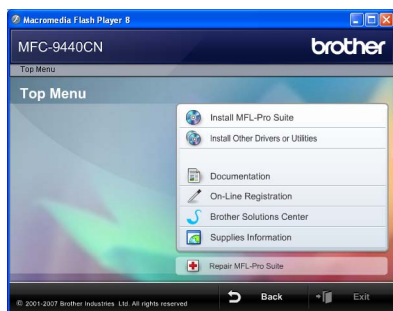 Macromedia Flash Player 8
MFC-9440CN
brother
Top Menu
Top Menu
Install MFL-Pro Suite
Install Other Drivers or Utilities
Documentation
On-Line Registration
Brother Solutions Center
Supplies Information
Repair MFL-Pro Suite
© 2001-2007 Brother Industries Ltd. All rights reserved
Back
Exit